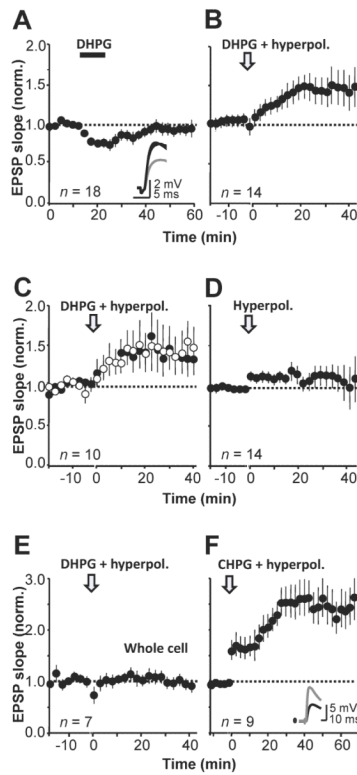 A
DHPG
EPSP slope (norm.)
2.0
1.5
1.0
0.5
0.0
n = 18
2 mV
5 ms
0 10 20 30 40 50 60
Time (min)
B
DHPG + hyperpol.
n = 14
-10 0 10 20 30 40
Time (min)
C
DHPG + hyperpol.
EPSP slope (norm.)
2.0
1.5
1.0
0.5
0.0
n = 10
-10 0 10 20 30 40
Time (min)
D
Hyperpol.
n = 14
-10 0 10 20 30 40
Time (min)
E
DHPG + hyperpol.
EPSP slope (norm.)
3.0
2.0
1.0
0.0
Whole cell
n = 7
0 20 40
Time (min)
F
CHPG + hyperpol.
5 mV
10 ms
n = 9
0 20 40 60
Time (min)